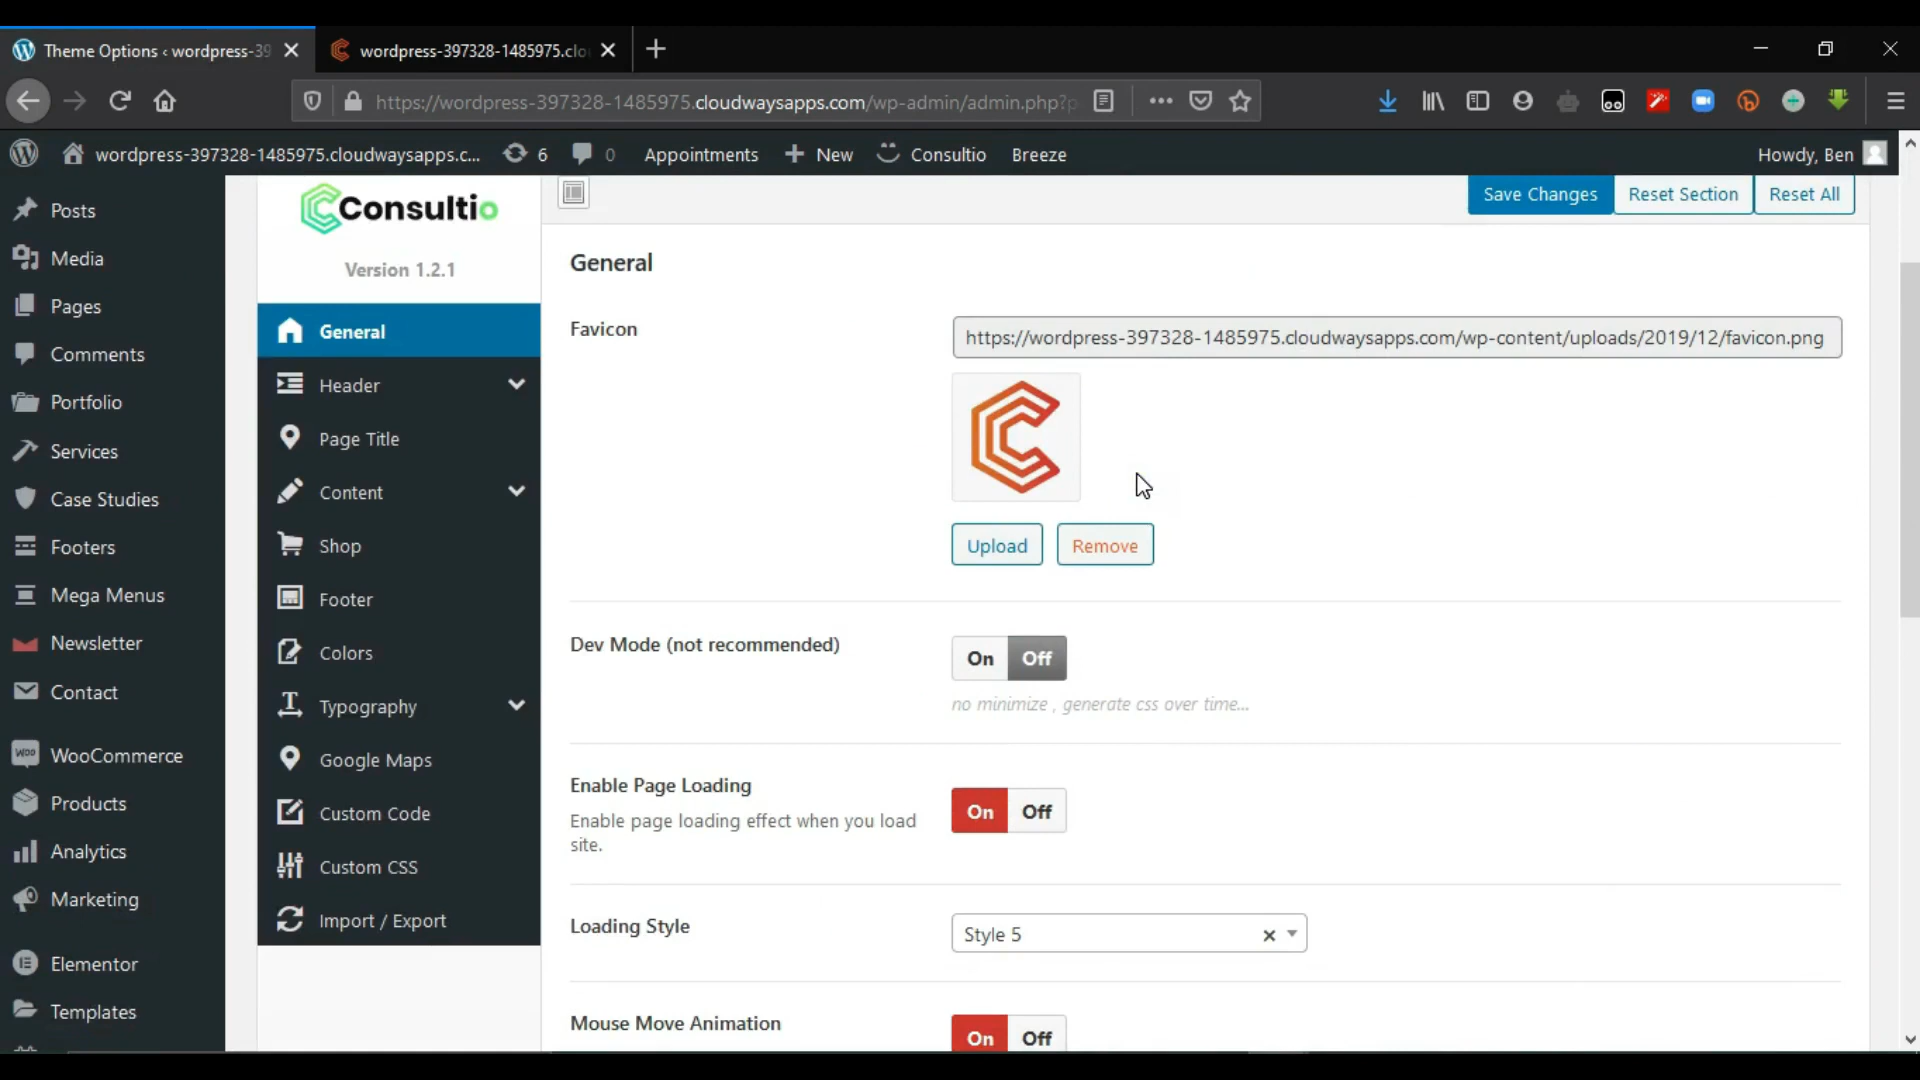 Theme Options ‹ wordpress-39
wordpress-397328-1485975.clo
https://wordpress-397328-1485975.cloudwaysapps.com/wp-admin/admin.php?p
wordpress-397328-1485975.cloudwaysapps.c... 6 0 Appointments New Consultio Breeze Howdy, Ben
Posts
Media
Pages
Comments
Portfolio
Services
Case Studies
Footers
Mega Menus
Newsletter
Contact
WooCommerce
Products
Analytics
Marketing
Elementor
Templates
Consultio
Version 1.2.1
General
Header
Page Title
Content
Shop
Footer
Colors
Typography
Google Maps
Custom Code
Custom CSS
Import / Export
Save Changes Reset Section Reset All
General
Favicon
https://wordpress-397328-1485975.cloudwaysapps.com/wp-content/uploads/2019/12/favicon.png
Upload Remove
Dev Mode (not recommended)
On Off
no minimize , generate css over time...
Enable Page Loading
Enable page loading effect when you load
site.
On Off
Loading Style
Style 5
Mouse Move Animation
On Off